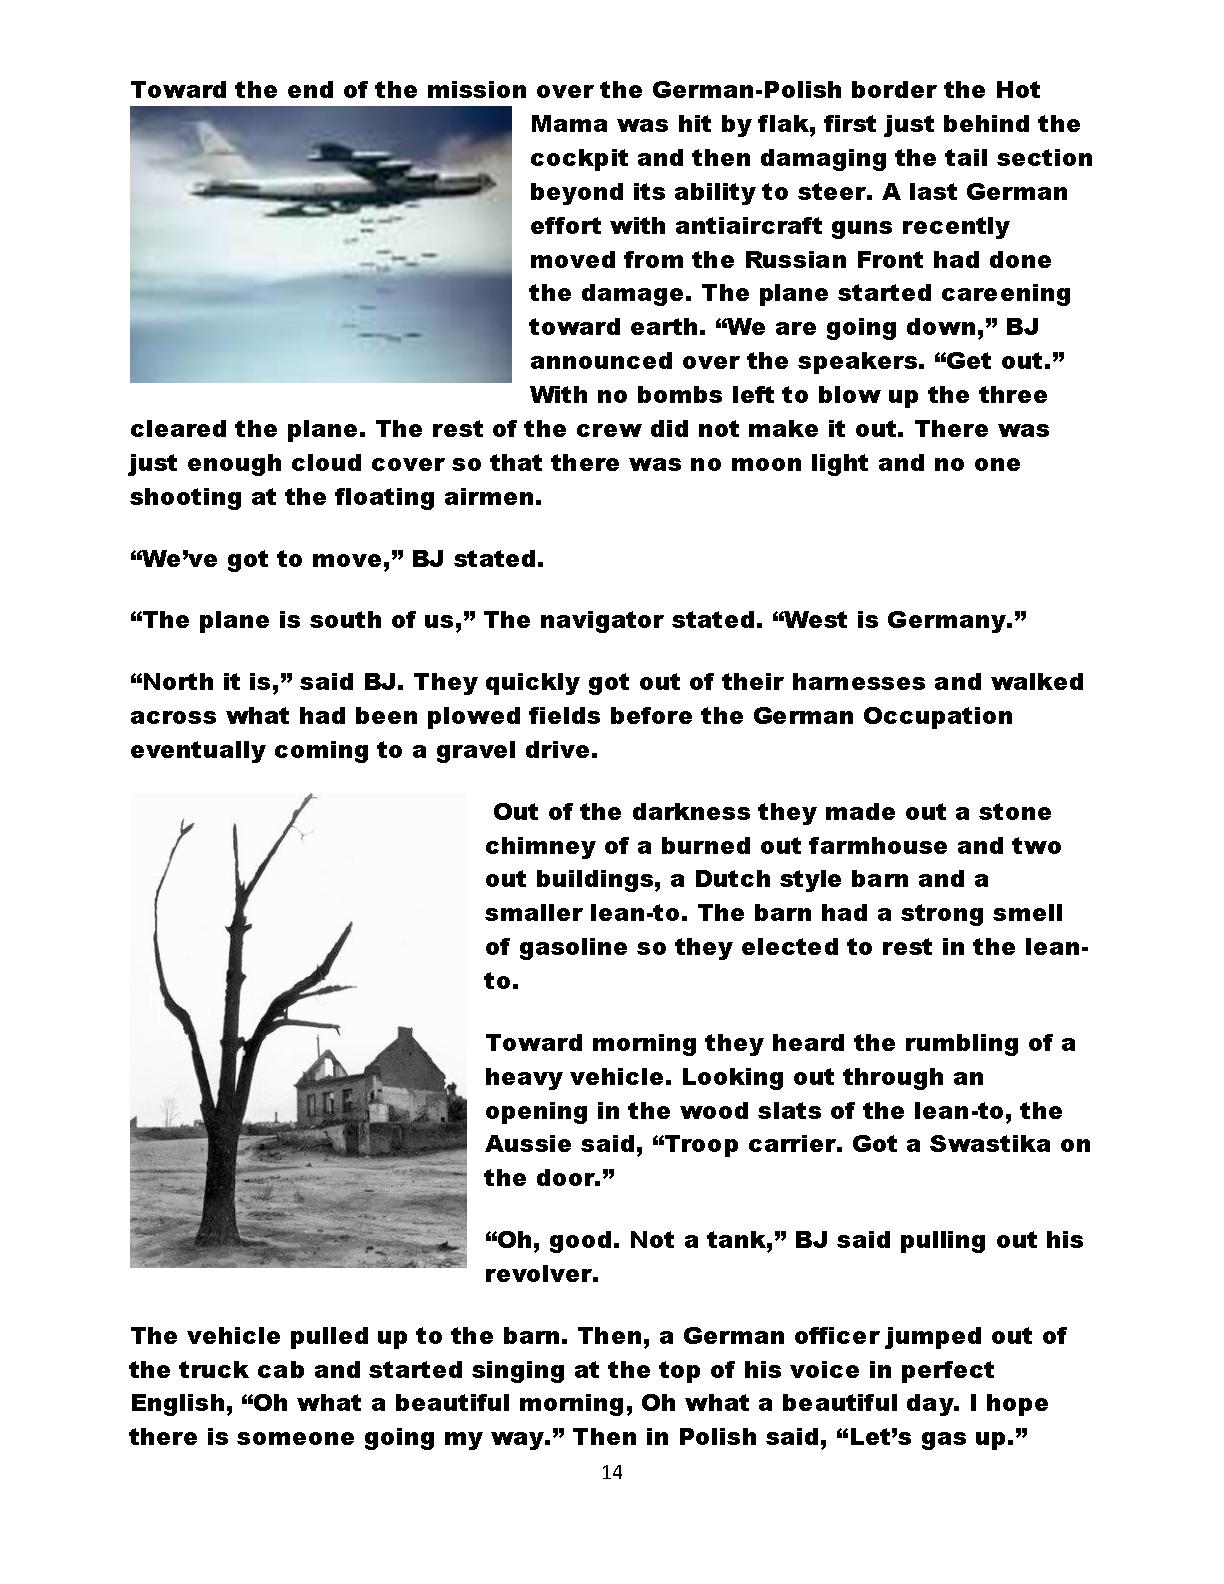 Toward the end of the mission over the German-Polish border the Hot
Mama was hit by flak, first just behind the
cockpit and then damaging the tail section
beyond its ability to steer. A last German
effort with antiaircraft guns recently
moved from the Russian Front had done
the damage. The plane started careening
toward earth. “We are going down,” BJ
announced over the speakers. “Get out.”
With no bombs left to blow up the three
cleared the plane. The rest of the crew did not make it out. There was
just enough cloud cover so that there was no moon light and no one
shooting at the floating airmen.
“We’ve got to move,” BJ stated.
“The plane is south of us,” The navigator stated. “West is Germany.”
“North it is,” said BJ. They quickly got out of their harnesses and walked
across what had been plowed fields before the German Occupation
eventually coming to a gravel drive.
Out of the darkness they made out a stone
chimney of a burned out farmhouse and two
out buildings, a Dutch style barn and a
smaller lean-to. The barn had a strong smell
of gasoline so they elected to rest in the lean-
to.
Toward morning they heard the rumbling of a
heavy vehicle. Looking out through an
opening in the wood slats of the lean-to, the
Aussie said, “Troop carrier. Got a Swastika on
the door.”
“Oh, good. Not a tank,” BJ said pulling out his
revolver.
The vehicle pulled up to the barn. Then, a German officer jumped out of
the truck cab and started singing at the top of his voice in perfect
English, “Oh what a beautiful morning, Oh what a beautiful day. I hope
there is someone going my way.” Then in Polish said, “Let’s gas up.”
14